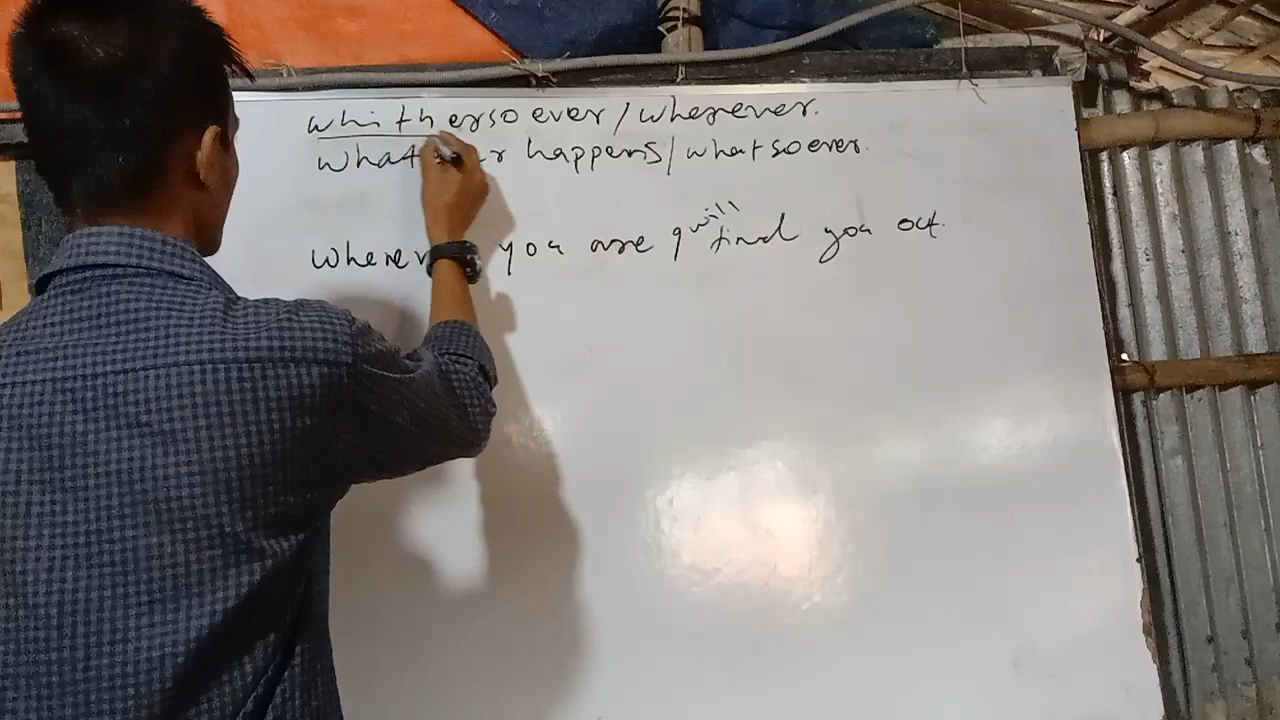 whithersoever/wherever.
happens/whatsoever.
you are I will find you out.